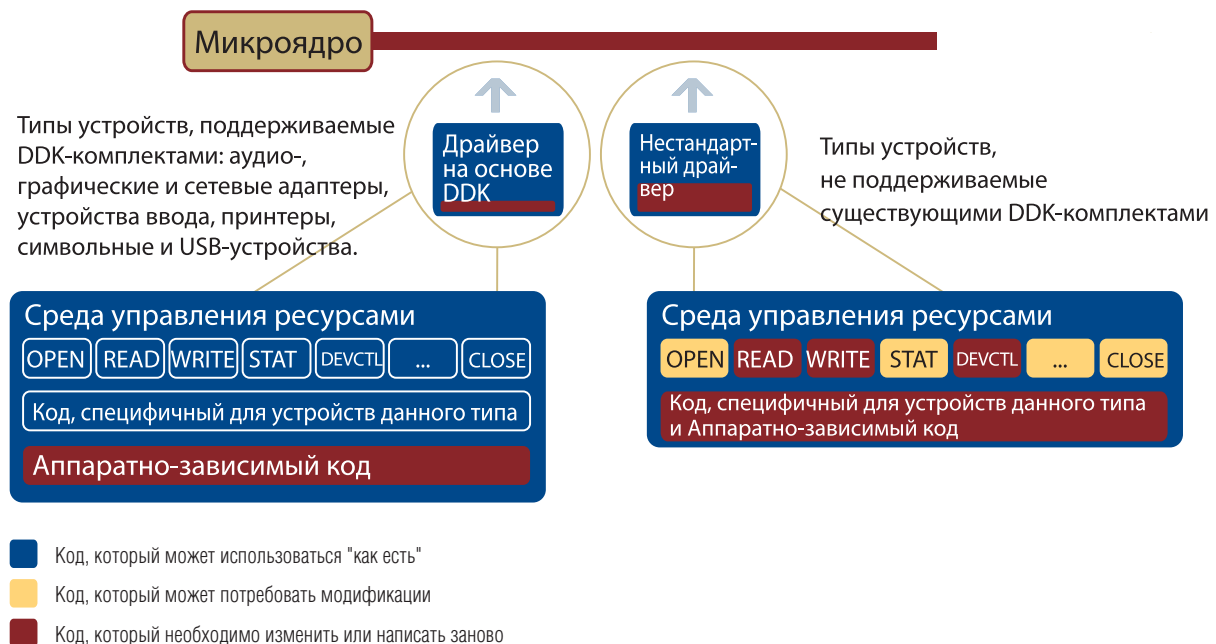 Микроядро
Типы устройств, поддерживаемые
DDK-комплектами: аудио-,
графические и сетевые адаптеры,
устройства ввода, принтеры,
символьные и USB-устройства.
Драйвер
на основе
DDK
Нестандарт-
ный драй-
вер
Типы устройств,
не поддерживаемые
существующими DDK-комплектами
Среда управления ресурсами
OPEN READ WRITE STAT DEVCTL ... CLOSE
Код, специфичный для устройств данного типа
Аппаратно-зависимый код
Среда управления ресурсами
OPEN READ WRITE STAT DEVCTL ... CLOSE
Код, специфичный для устройств данного типа
и Аппаратно-зависимый код
Код, который может использоваться "как есть"
Код, который может потребовать модификации
Код, который необходимо изменить или написать заново